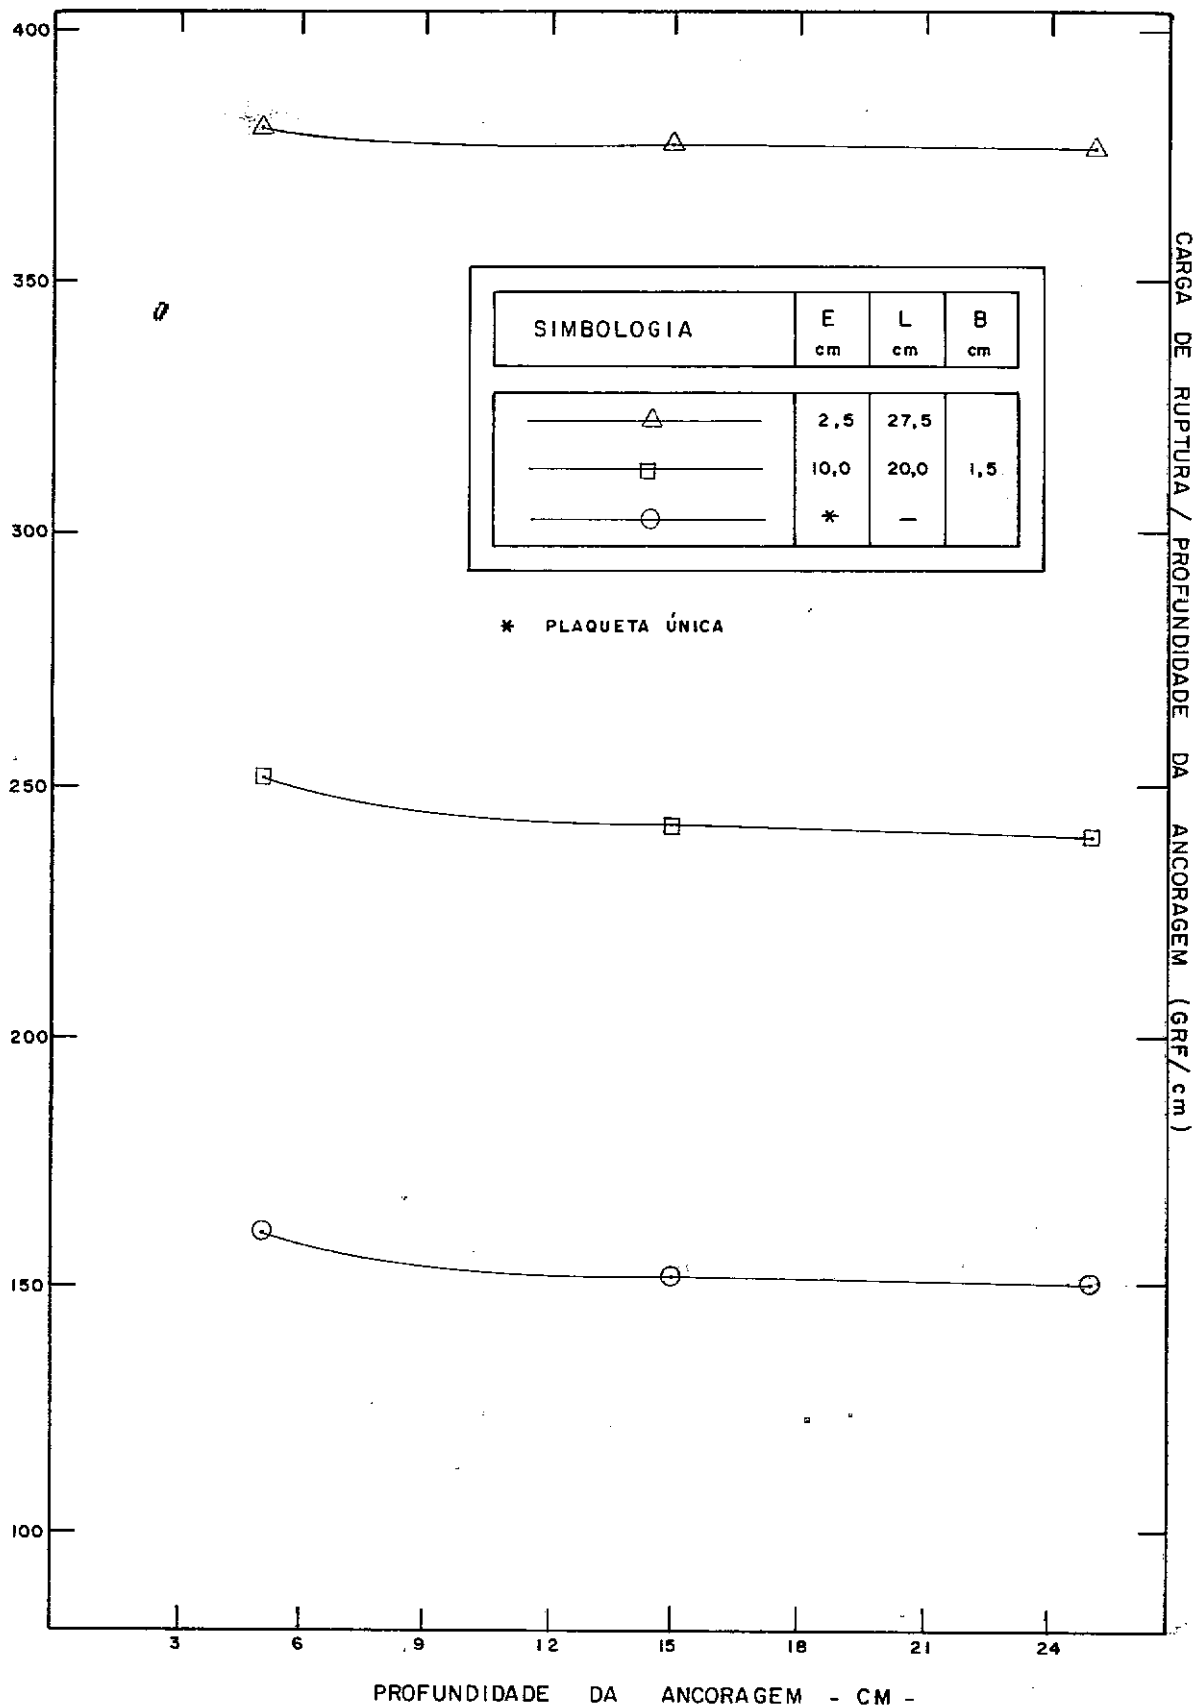 400
350
300
250
200
150
100
SIMBOLOGIA E L B
cm cm cm
2,5 27,5
10,0 20,0 1,5
* –
* PLAQUETA ÚNICA
CARGA DE RUPTURA / PROFUNDIDADE DA ANCORAGEM (GRF/cm)
3 6 9 12 15 18 21 24
PROFUNDIDADE DA ANCORAGEM - CM -